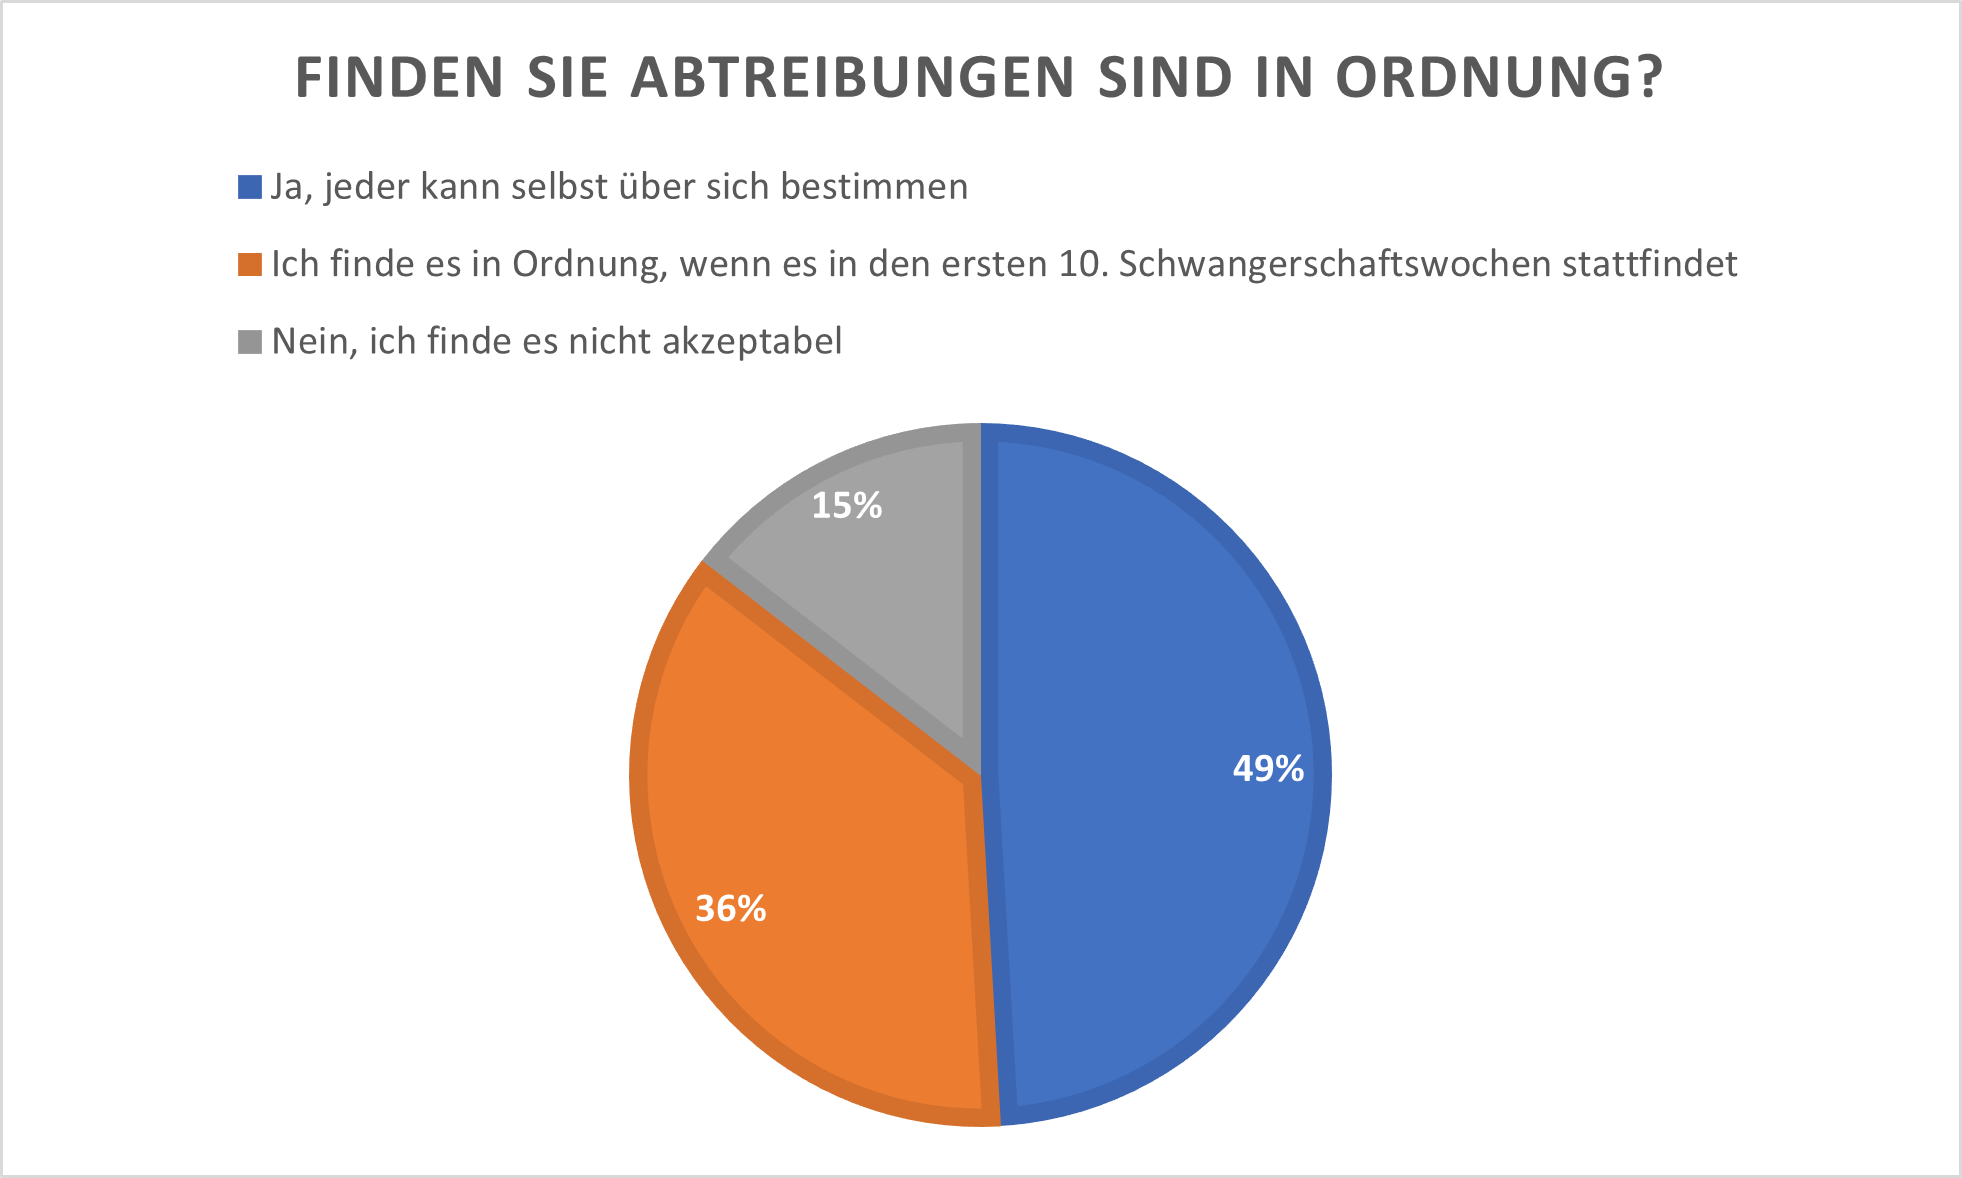 FINDEN SIE ABTREIBUNGEN SIND IN ORDNUNG?
Ja, jeder kann selbst über sich bestimmen
Ich finde es in Ordnung, wenn es in den ersten 10. Schwangerschaftswochen stattfindet
Nein, ich finde es nicht akzeptabel
15%
49%
36%